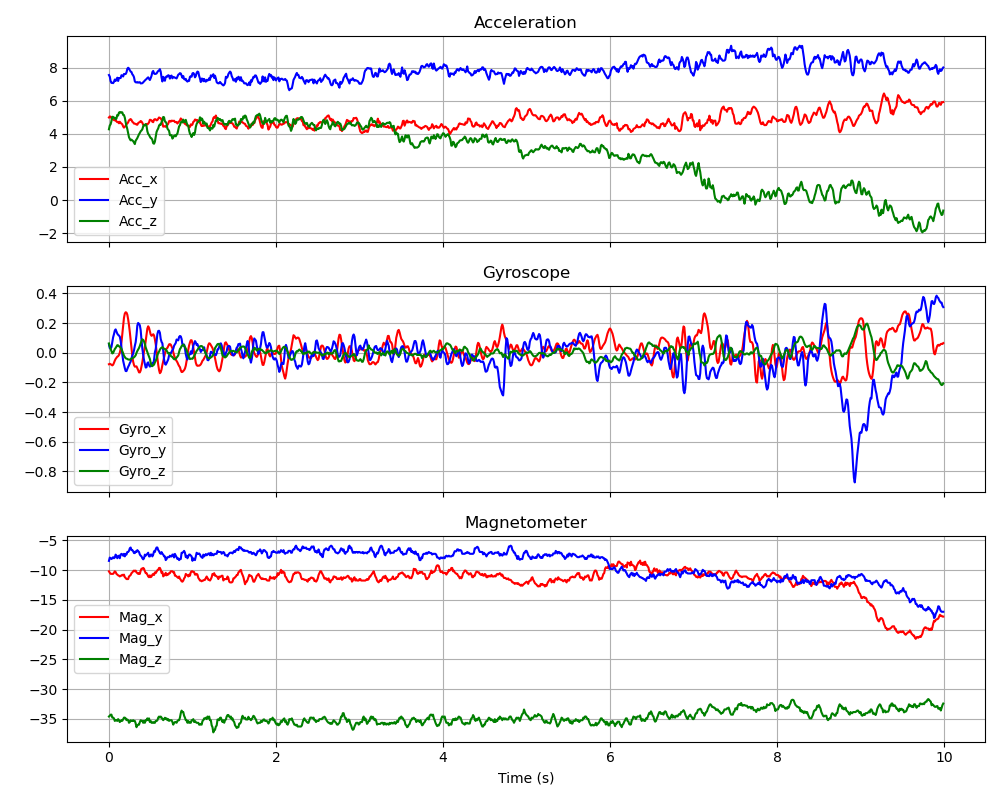 Acceleration
8
6
4
2
0
−2
Acc_x
Acc_y
Acc_z
Gyroscope
0.4
0.2
0.0
−0.2
−0.4
−0.6
−0.8
Gyro_x
Gyro_y
Gyro_z
Magnetometer
−5
−10
−15
−20
−25
−30
−35
Mag_x
Mag_y
Mag_z
0 2 4 6 8 10
Time (s)